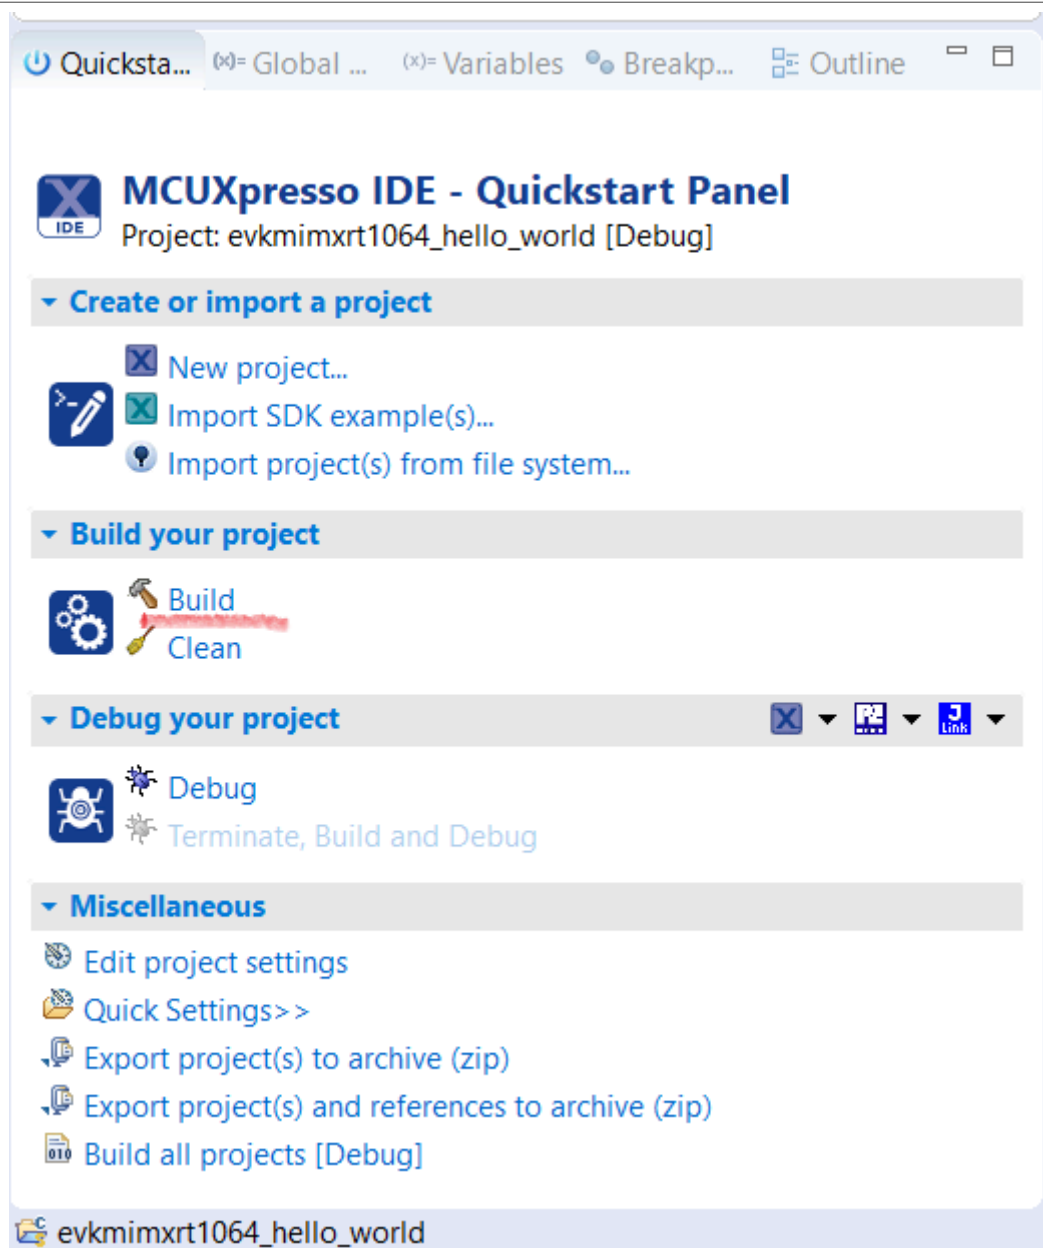 Quicksta... (x)= Global ... (x)= Variables Breakp... Outline
MCUXpresso IDE - Quickstart Panel
IDE
Project: evkmimxrt1064_hello_world [Debug]
Create or import a project
New project...
Import SDK example(s)...
Import project(s) from file system...
Build your project
Build
Clean
Debug your project
J Link
Debug
Terminate, Build and Debug
Miscellaneous
Edit project settings
Quick Settings>>
Export project(s) to archive (zip)
Export project(s) and references to archive (zip)
010
Build all projects [Debug]
evkmimxrt1064_hello_world